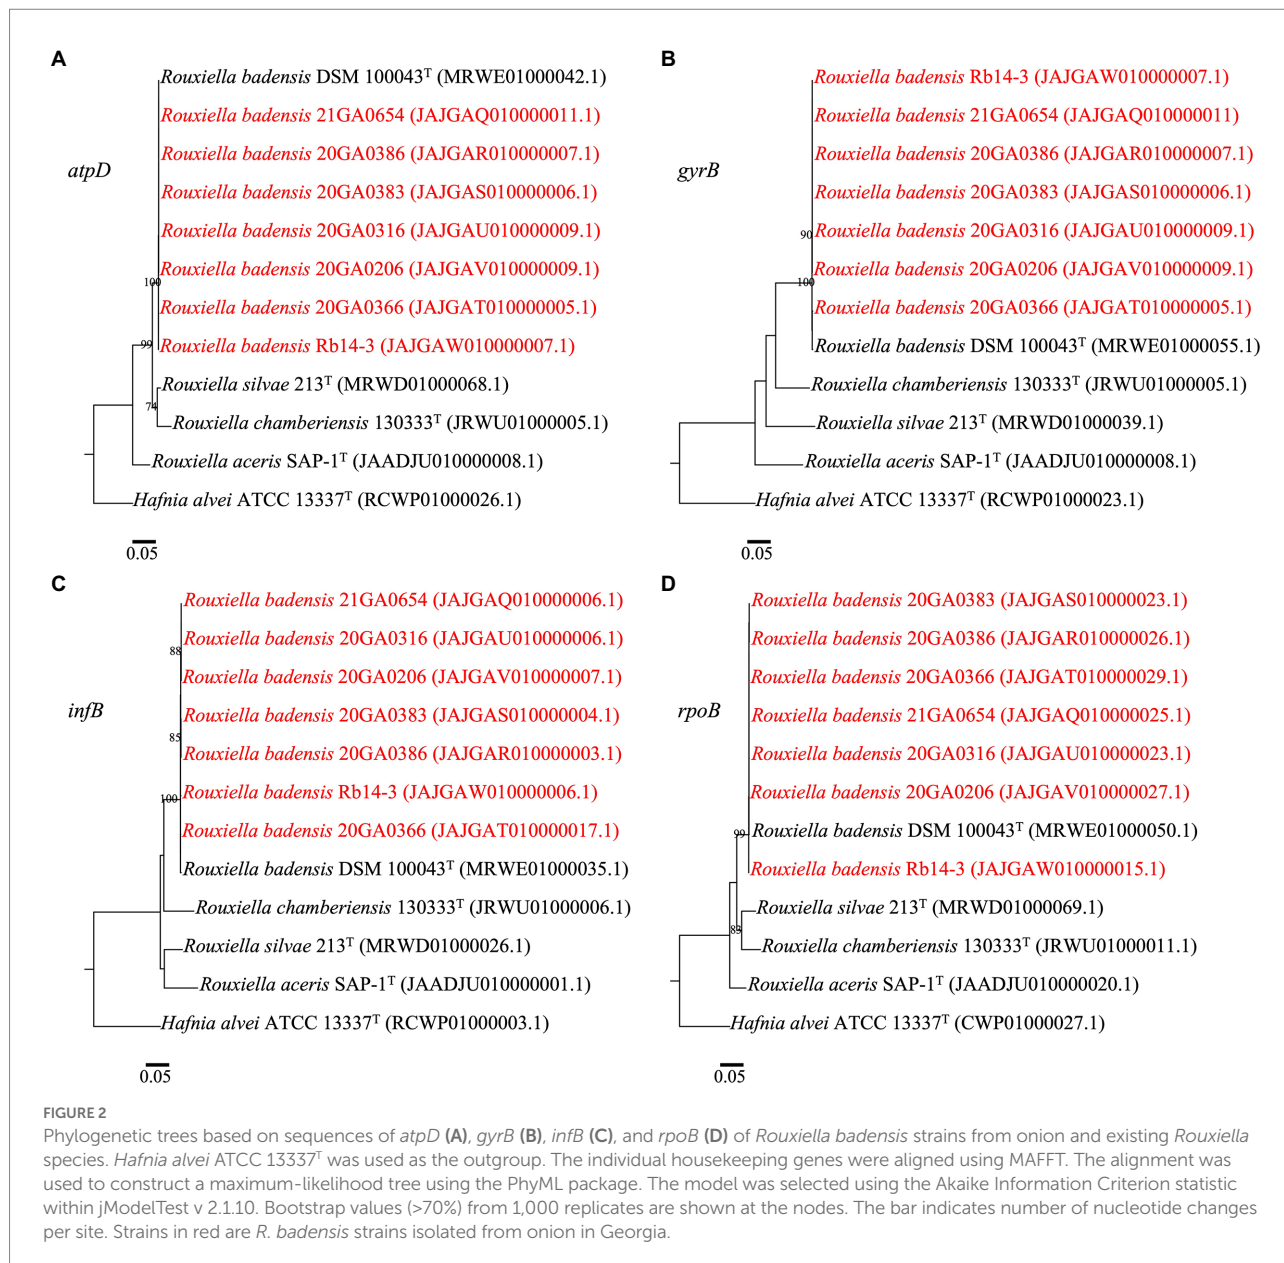 A
Rouxiella badensis DSM 100043ᵀ (MRWE01000042.1)
Rouxiella badensis 21GA0654 (JAJGAQ010000011.1)
Rouxiella badensis 20GA0386 (JAJGAR010000007.1)
atpD
Rouxiella badensis 20GA0383 (JAJGAS010000006.1)
Rouxiella badensis 20GA0316 (JAJGAU010000009.1)
Rouxiella badensis 20GA0206 (JAJGAV010000009.1)
100
Rouxiella badensis 20GA0366 (JAJGAT010000005.1)
99
Rouxiella badensis Rb14-3 (JAJGAW010000007.1)
Rouxiella silvae 213ᵀ (MRWD01000068.1)
74
Rouxiella chamberiensis 130333ᵀ (JRWU01000005.1)
Rouxiella aceris SAP-1ᵀ (JAADJU010000008.1)
Hafnia alvei ATCC 13337ᵀ (RCWP01000026.1)
0.05
B
Rouxiella badensis Rb14-3 (JAJGAW010000007.1)
Rouxiella badensis 21GA0654 (JAJGAQ010000011)
Rouxiella badensis 20GA0386 (JAJGAR010000007.1)
gyrB
Rouxiella badensis 20GA0383 (JAJGAS010000006.1)
90
Rouxiella badensis 20GA0316 (JAJGAU010000009.1)
Rouxiella badensis 20GA0206 (JAJGAV010000009.1)
100
Rouxiella badensis 20GA0366 (JAJGAT010000005.1)
Rouxiella badensis DSM 100043ᵀ (MRWE01000055.1)
Rouxiella chamberiensis 130333ᵀ (JRWU01000005.1)
Rouxiella silvae 213ᵀ (MRWD01000039.1)
Rouxiella aceris SAP-1ᵀ (JAADJU010000008.1)
Hafnia alvei ATCC 13337ᵀ (RCWP01000023.1)
0.05
C
Rouxiella badensis 21GA0654 (JAJGAQ010000006.1)
Rouxiella badensis 20GA0316 (JAJGAU010000006.1)
88
Rouxiella badensis 20GA0206 (JAJGAV010000007.1)
infB
Rouxiella badensis 20GA0383 (JAJGAS010000004.1)
85
Rouxiella badensis 20GA0386 (JAJGAR010000003.1)
Rouxiella badensis Rb14-3 (JAJGAW010000006.1)
100
Rouxiella badensis 20GA0366 (JAJGAT010000017.1)
Rouxiella badensis DSM 100043ᵀ (MRWE01000035.1)
Rouxiella chamberiensis 130333ᵀ (JRWU01000006.1)
Rouxiella silvae 213ᵀ (MRWD01000026.1)
Rouxiella aceris SAP-1ᵀ (JAADJU010000001.1)
Hafnia alvei ATCC 13337ᵀ (RCWP01000003.1)
0.05
D
Rouxiella badensis 20GA0383 (JAJGAS010000023.1)
Rouxiella badensis 20GA0386 (JAJGAR010000026.1)
Rouxiella badensis 20GA0366 (JAJGAT010000029.1)
rpoB
Rouxiella badensis 21GA0654 (JAJGAQ010000025.1)
Rouxiella badensis 20GA0316 (JAJGAU010000023.1)
Rouxiella badensis 20GA0206 (JAJGAV010000027.1)
99
Rouxiella badensis DSM 100043ᵀ (MRWE01000050.1)
Rouxiella badensis Rb14-3 (JAJGAW010000015.1)
Rouxiella silvae 213ᵀ (MRWD01000069.1)
83
Rouxiella chamberiensis 130333ᵀ (JRWU01000011.1)
Rouxiella aceris SAP-1ᵀ (JAADJU010000020.1)
Hafnia alvei ATCC 13337ᵀ (CWP01000027.1)
0.05
FIGURE 2
Phylogenetic trees based on sequences of atpD (A), gyrB (B), infB (C), and rpoB (D) of Rouxiella badensis strains from onion and existing Rouxiella
species. Hafnia alvei ATCC 13337ᵀ was used as the outgroup. The individual housekeeping genes were aligned using MAFFT. The alignment was
used to construct a maximum-likelihood tree using the PhyML package. The model was selected using the Akaike Information Criterion statistic
within jModelTest v 2.1.10. Bootstrap values (>70%) from 1,000 replicates are shown at the nodes. The bar indicates number of nucleotide changes
per site. Strains in red are R. badensis strains isolated from onion in Georgia.